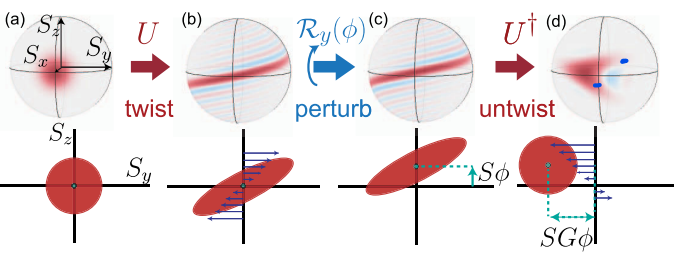 (a) S_z U (b) R_y(ϕ) (c) U† (d)
S_x S_y
twist perturb untwist
S_z
S_y Sϕ
SGϕ